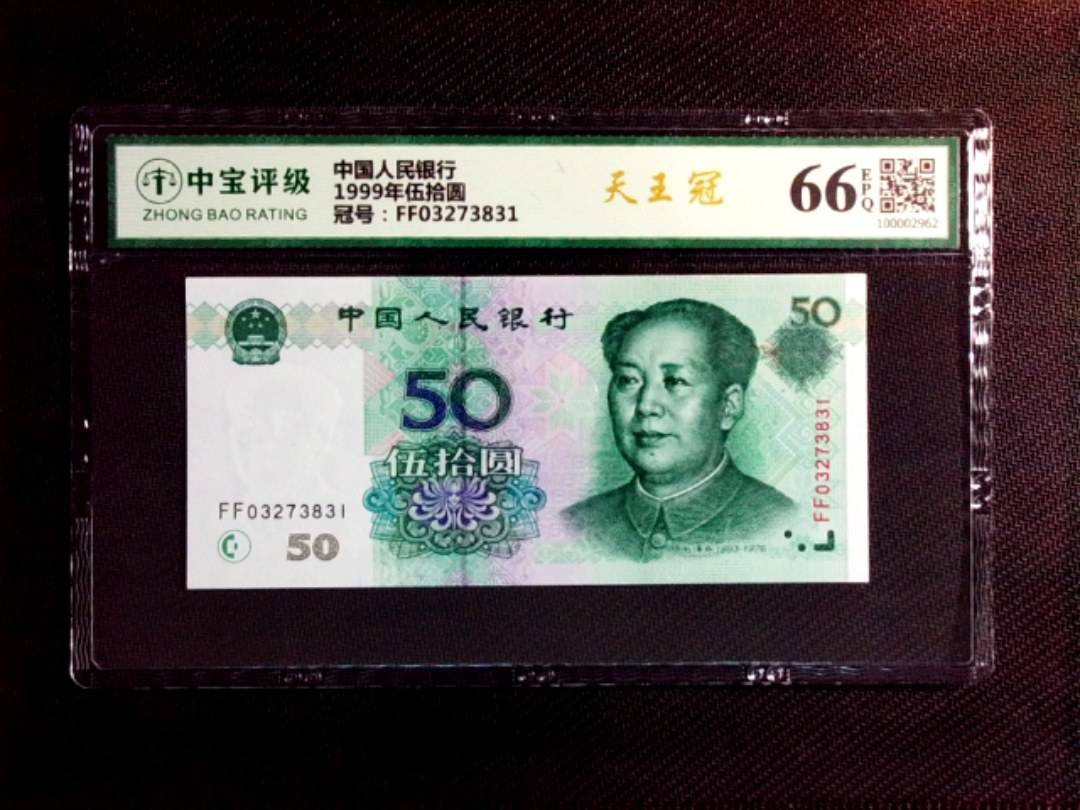 中宝评级
ZHONG BAO RATING
中国人民银行
1999年伍拾圆
冠号：FF03273831
天王冠
66
EPQ
100002962
中国人民银行
50
50
伍拾圆
FF03273831
FF03273831
50